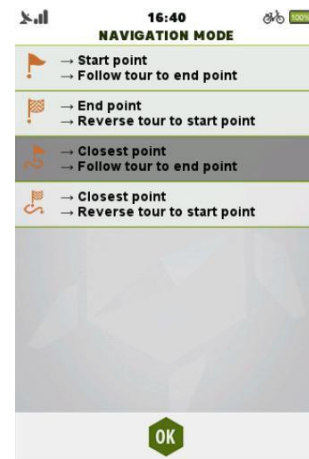 16:40
100%
NAVIGATION MODE
→ Start point
→ Follow tour to end point
→ End point
→ Reverse tour to start point
→ Closest point
→ Follow tour to end point
→ Closest point
→ Reverse tour to start point
OK